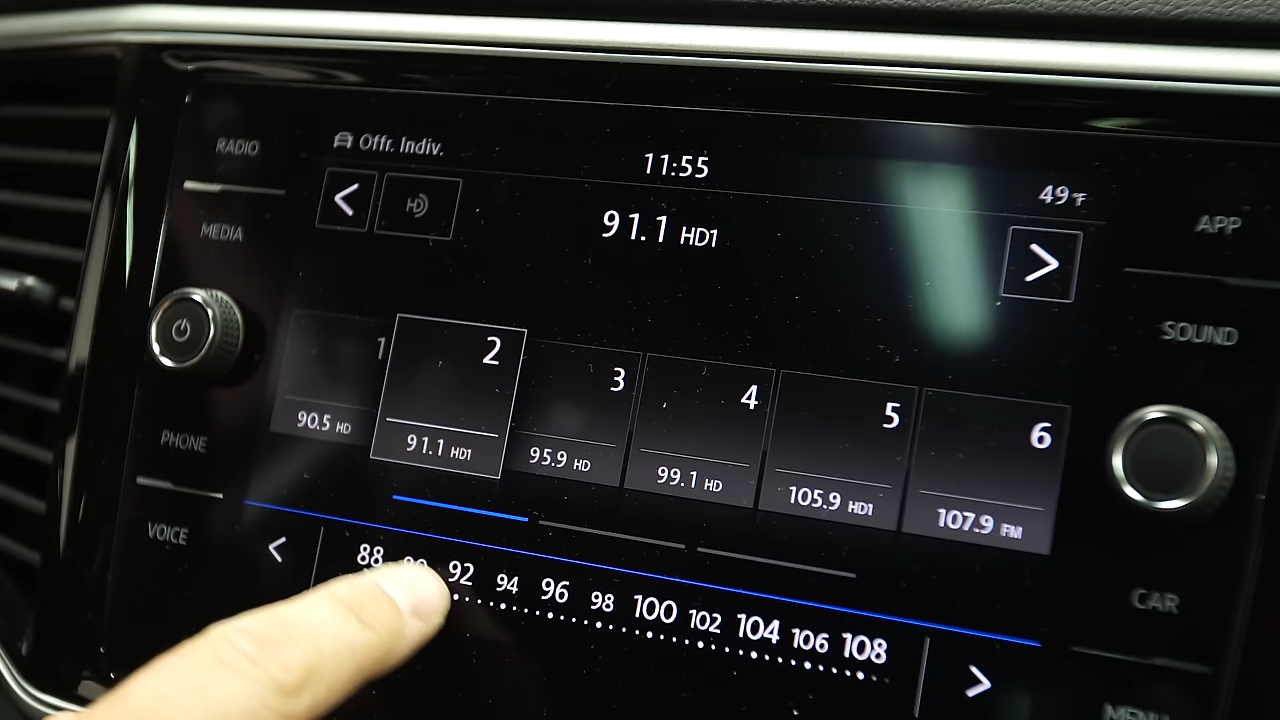 RADIO
MEDIA
PHONE
VOICE
Offr. Indiv.
11:55
49°F
HD
91.1 HD1
1
90.5 HD
2
91.1 HD1
3
95.9 HD
4
99.1 HD
5
105.9 HD1
6
107.9 FM
88 92 94 96 98 100 102 104 106 108
APP
SOUND
CAR
MENU